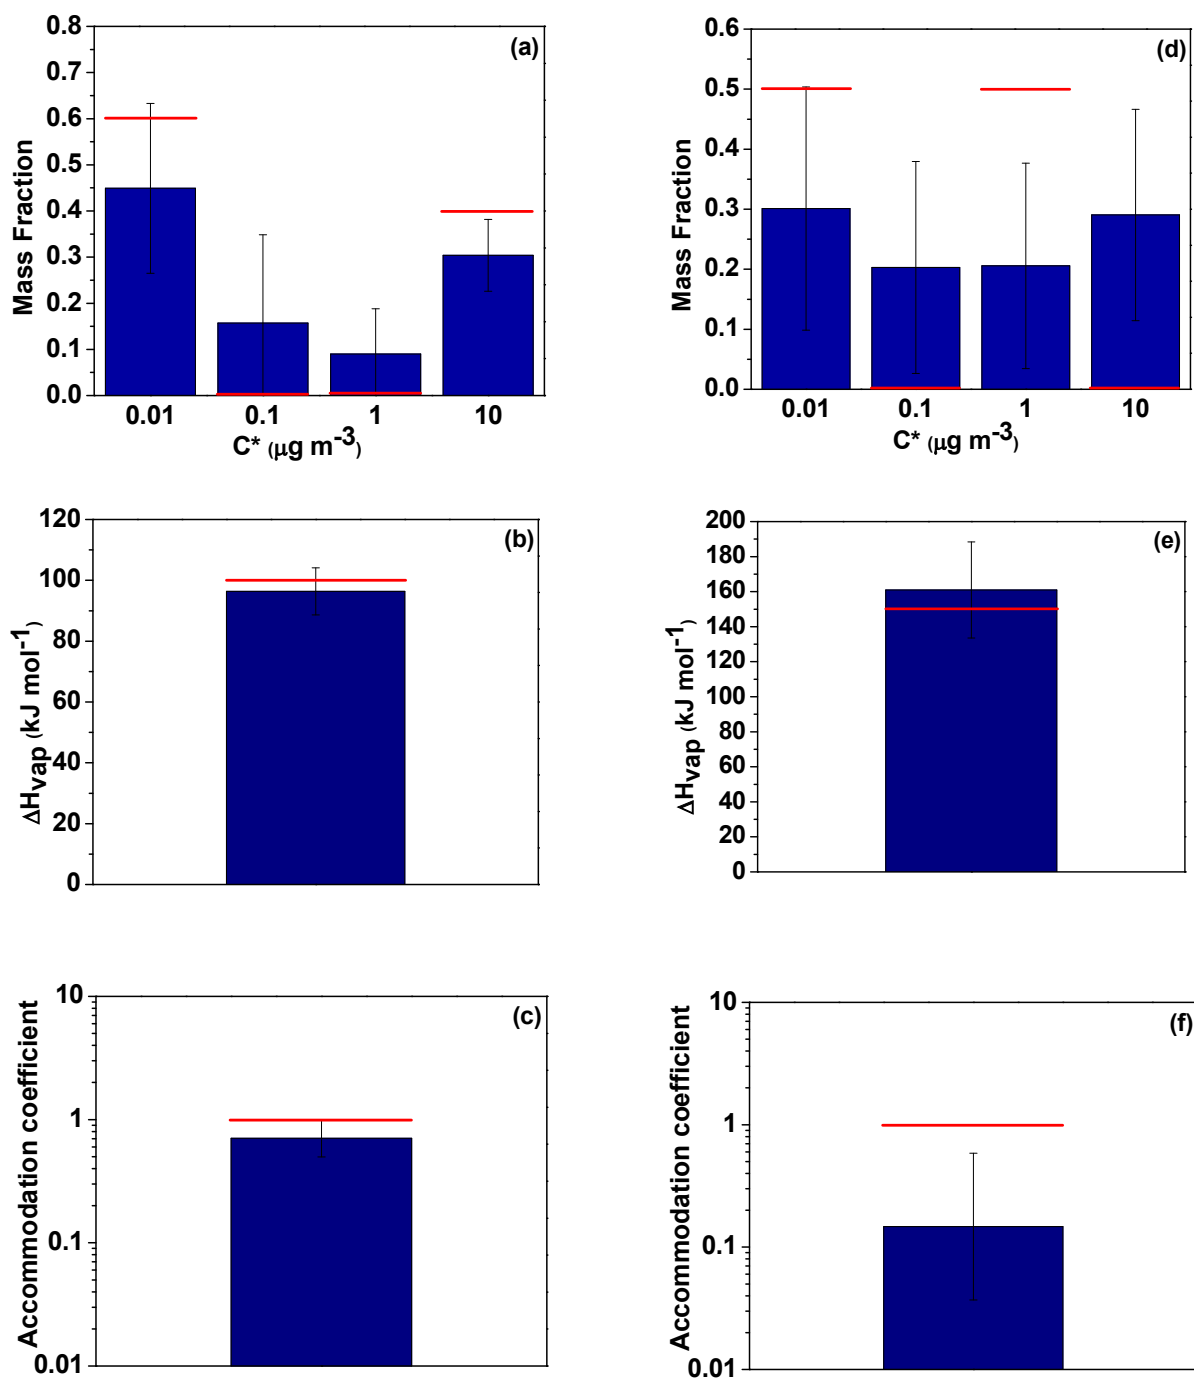 (a)
Mass Fraction
0.8
0.7
0.6
0.5
0.4
0.3
0.2
0.1
0.0
0.01 0.1 1 10
C* (μg m-3)
(d)
Mass Fraction
0.6
0.5
0.4
0.3
0.2
0.1
0.0
0.01 0.1 1 10
C* (μg m-3)
(b)
ΔHvap (kJ mol-1)
120
100
80
60
40
20
0
(e)
ΔHvap (kJ mol-1)
200
180
160
140
120
100
80
60
40
20
0
(c)
Accommodation coefficient
10
1
0.1
0.01
(f)
Accommodation coefficient
10
1
0.1
0.01